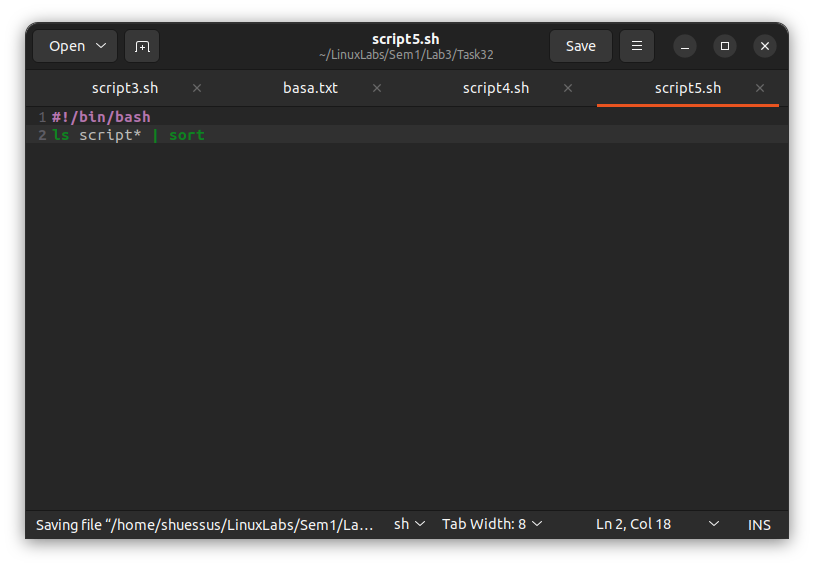 Open
script5.sh
~/LinuxLabs/Sem1/Lab3/Task32
Save
script3.sh
basa.txt
script4.sh
script5.sh
1 #!/bin/bash
2 ls script* | sort
Saving file “/home/shuessus/LinuxLabs/Sem1/La… sh Tab Width: 8 Ln 2, Col 18 INS